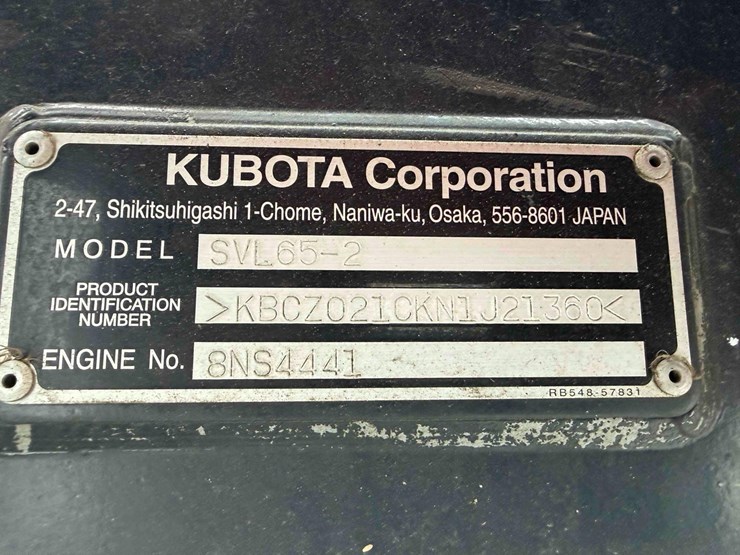 KUBOTA Corporation
2-47, Shikitsuhigashi 1-Chome, Naniwa-ku, Osaka, 556-8601 JAPAN
MODEL SVL65-2
PRODUCT
IDENTIFICATION
NUMBER >KBCZ021CKN1J21360<
ENGINE No. 8NS4441
RB548-57831